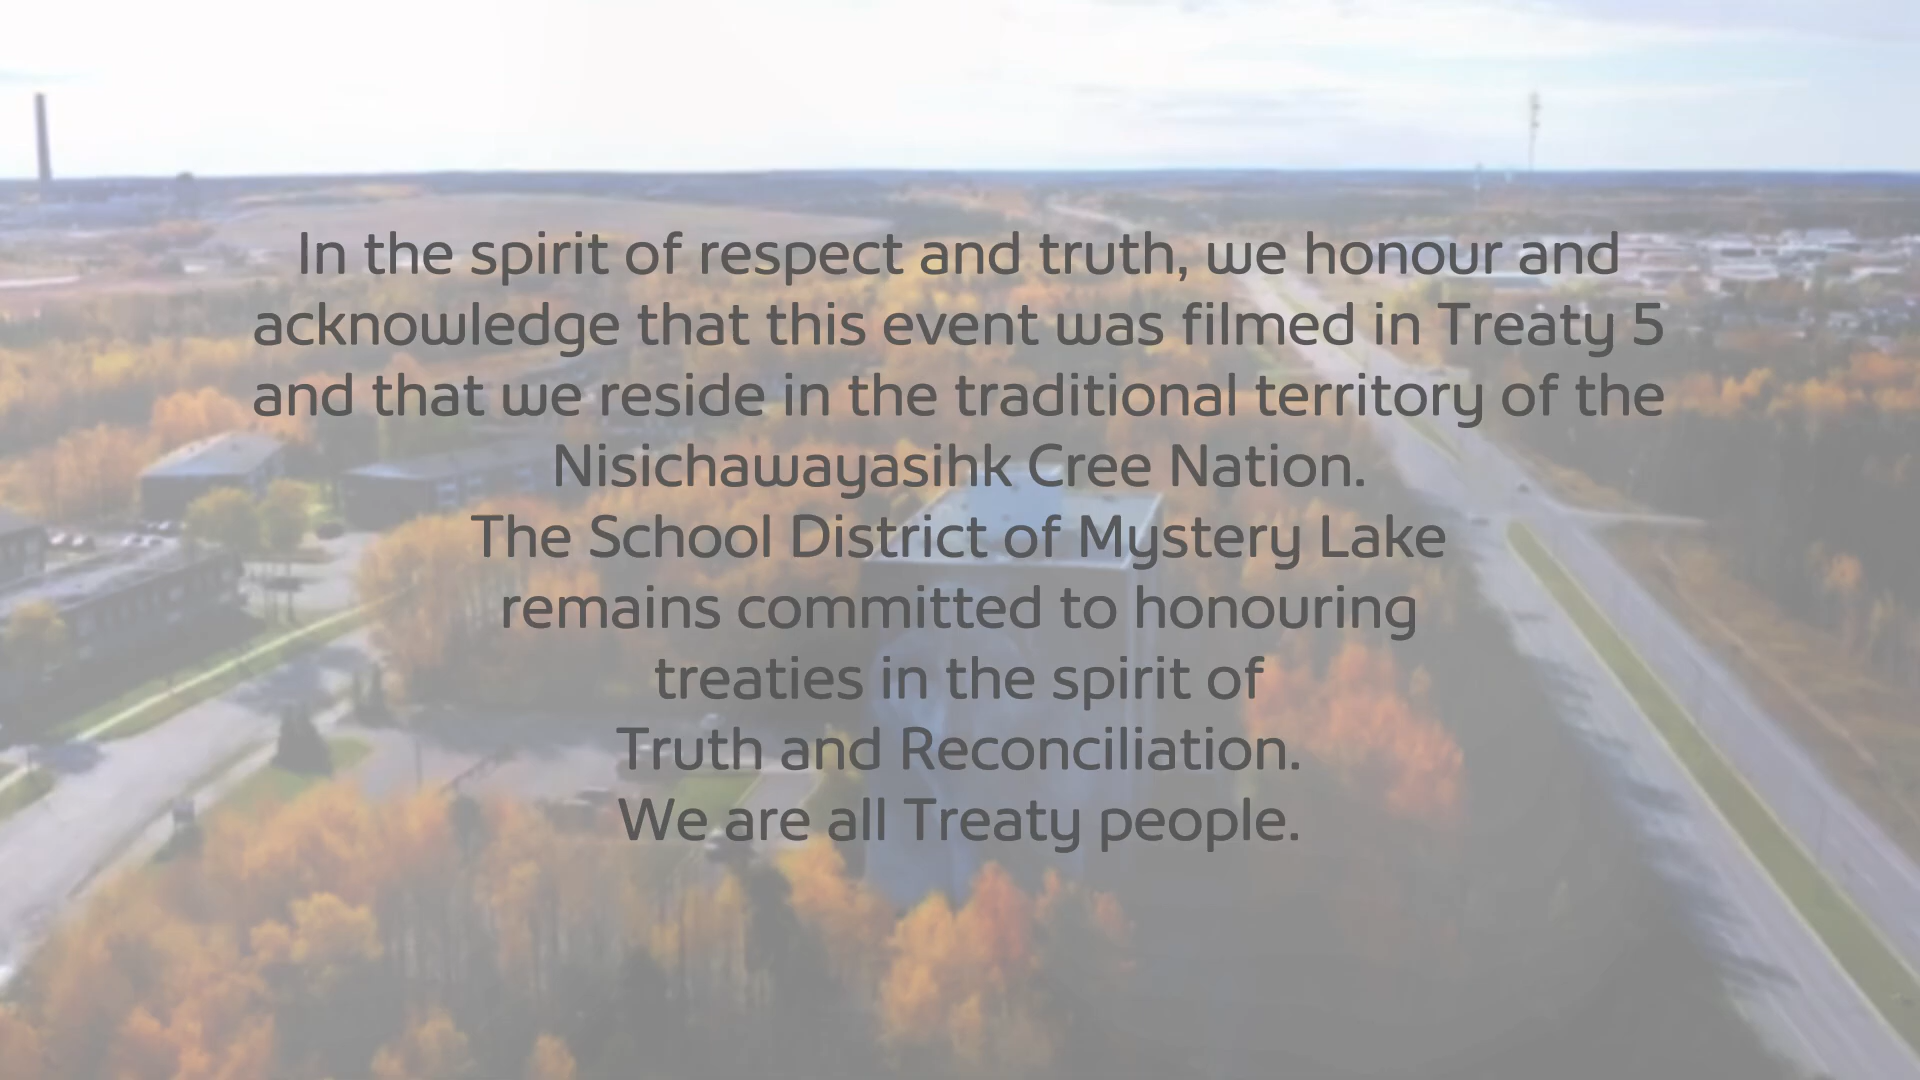 In the spirit of respect and truth, we honour and
acknowledge that this event was filmed in Treaty 5
and that we reside in the traditional territory of the
Nisichawayasihk Cree Nation.
The School District of Mystery Lake
remains committed to honouring
treaties in the spirit of
Truth and Reconciliation.
We are all Treaty people.